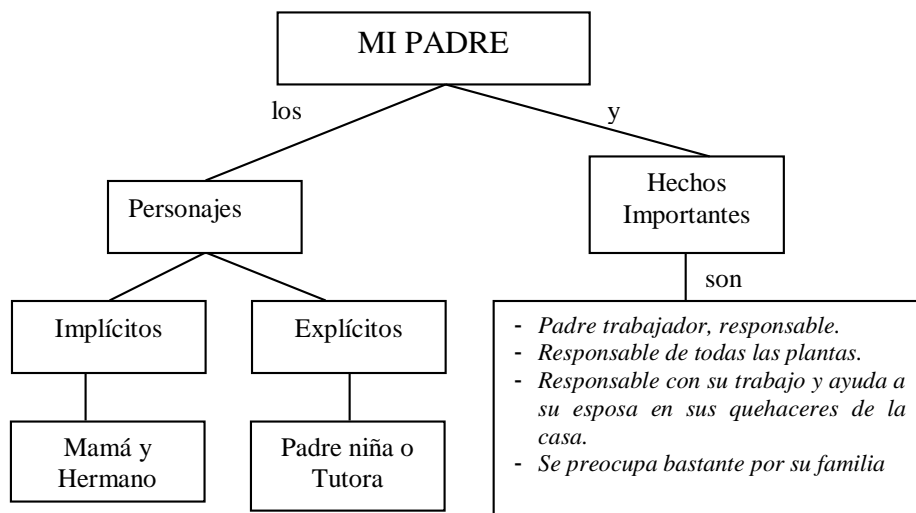 MI PADRE
los
y
Personajes
Hechos
Importantes
son
Implícitos
Explícitos
Mamá y
Hermano
Padre niña o
Tutora
- Padre trabajador, responsable.
- Responsable de todas las plantas.
- Responsable con su trabajo y ayuda a
su esposa en sus quehaceres de la
casa.
- Se preocupa bastante por su familia